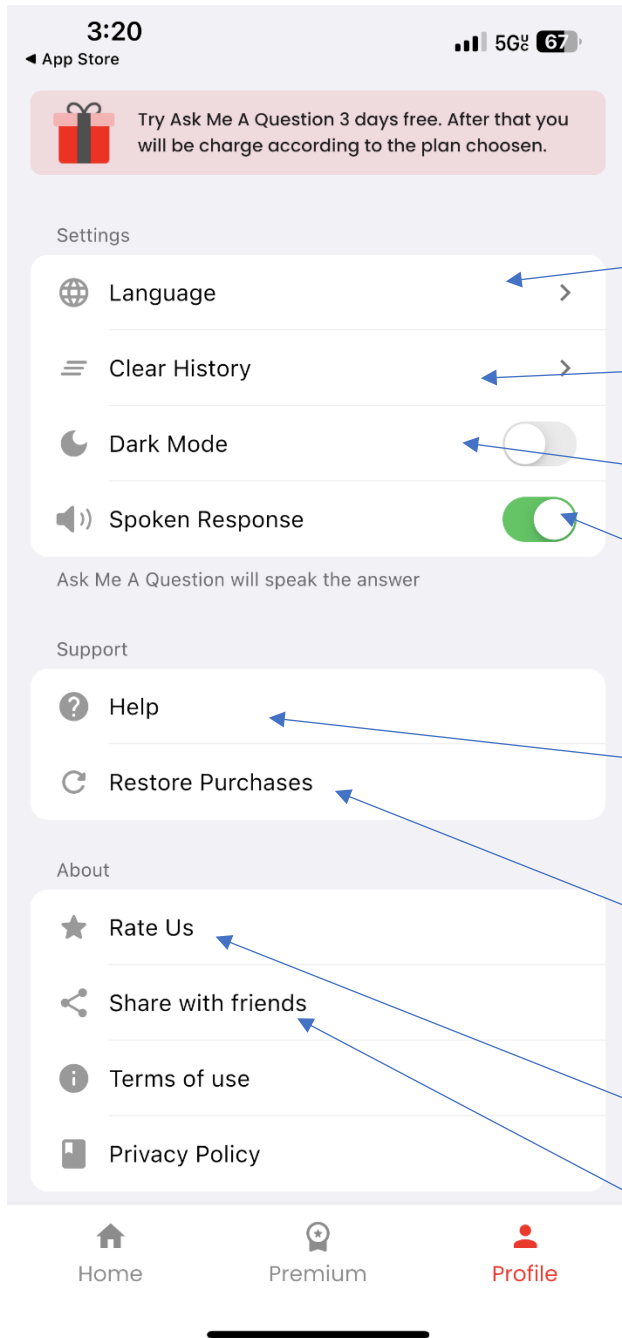 3:20
◀ App Store
5G
67
Try Ask Me A Question 3 days free. After that you
will be charge according to the plan choosen.
Settings
Language
Clear History
Dark Mode
Spoken Response
Ask Me A Question will speak the answer
Support
Help
Restore Purchases
About
Rate Us
Share with friends
Terms of use
Privacy Policy
Home
Premium
Profile